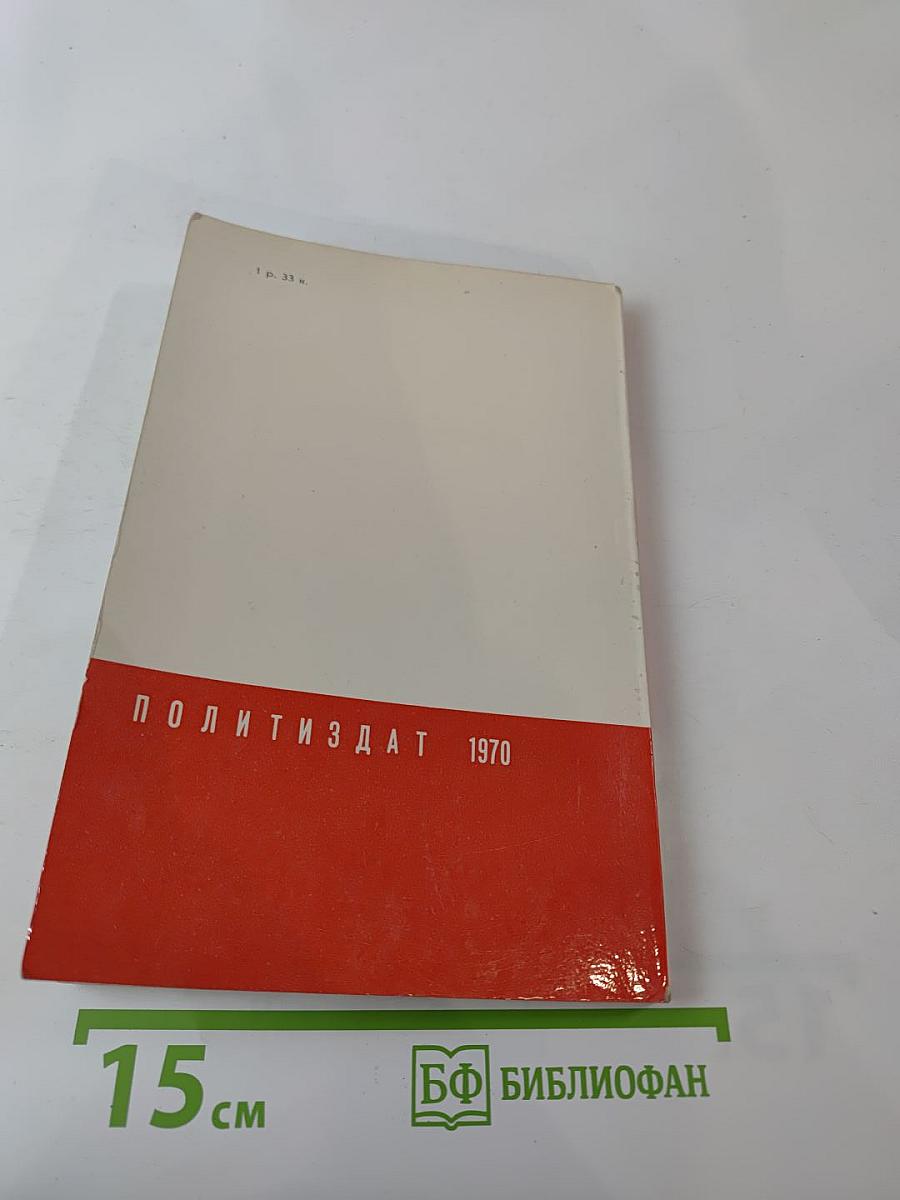 1 р. 33 к.
ПОЛИТИЗДАТ 1970
15 см
БФ БИБЛИОФАН